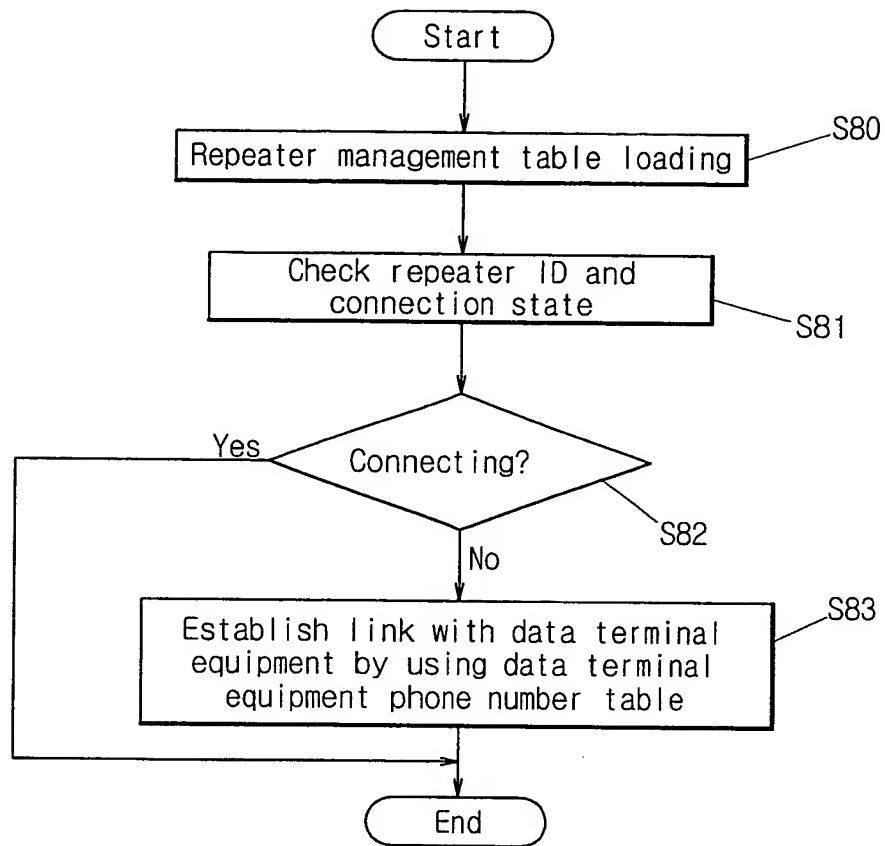 Start
S80
Repeater management table loading
Check repeater ID and
connection state
S81
Yes
Connecting?
S82
No
S83
Establish link with data terminal
equipment by using data terminal
equipment phone number table
End